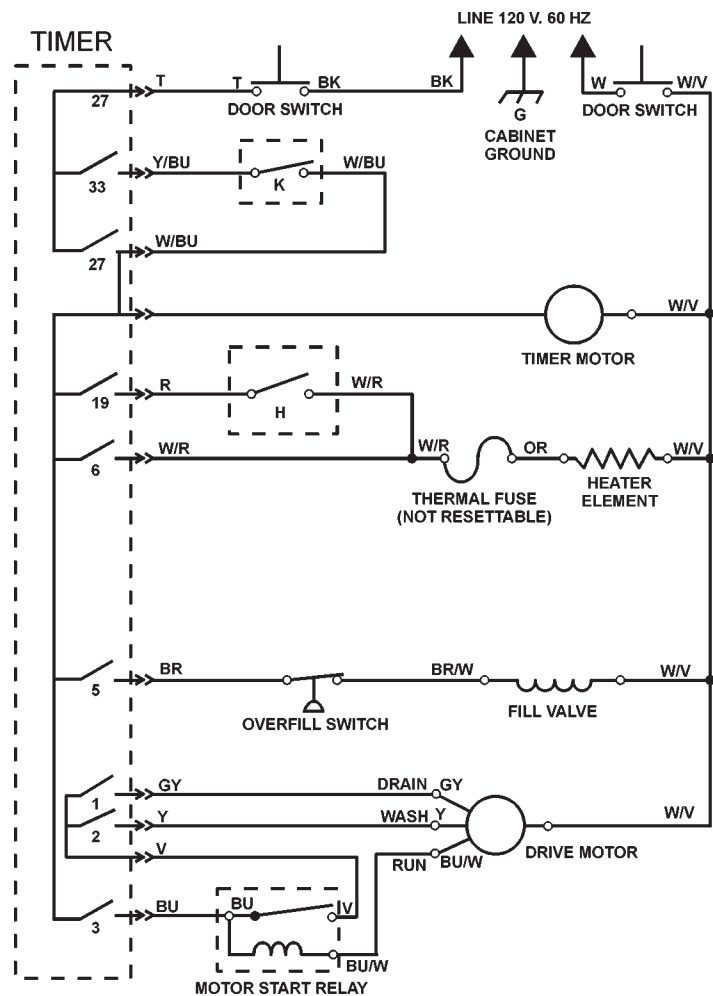 LINE 120 V. 60 HZ
TIMER
T T BK BK W W/V
27
DOOR SWITCH
G
DOOR SWITCH
CABINET
GROUND
Y/BU W/BU
33
K
W/BU
27
W/V
TIMER MOTOR
R W/R
19
H
W/R W/R OR W/V
6
THERMAL FUSE
(NOT RESETTABLE)
HEATER
ELEMENT
BR BR/W W/V
5
OVERFILL SWITCH
FILL VALVE
GY DRAIN GY
1
Y WASH Y W/V
2
V RUN BU/W DRIVE MOTOR
BU BU V
3
BU/W
MOTOR START RELAY